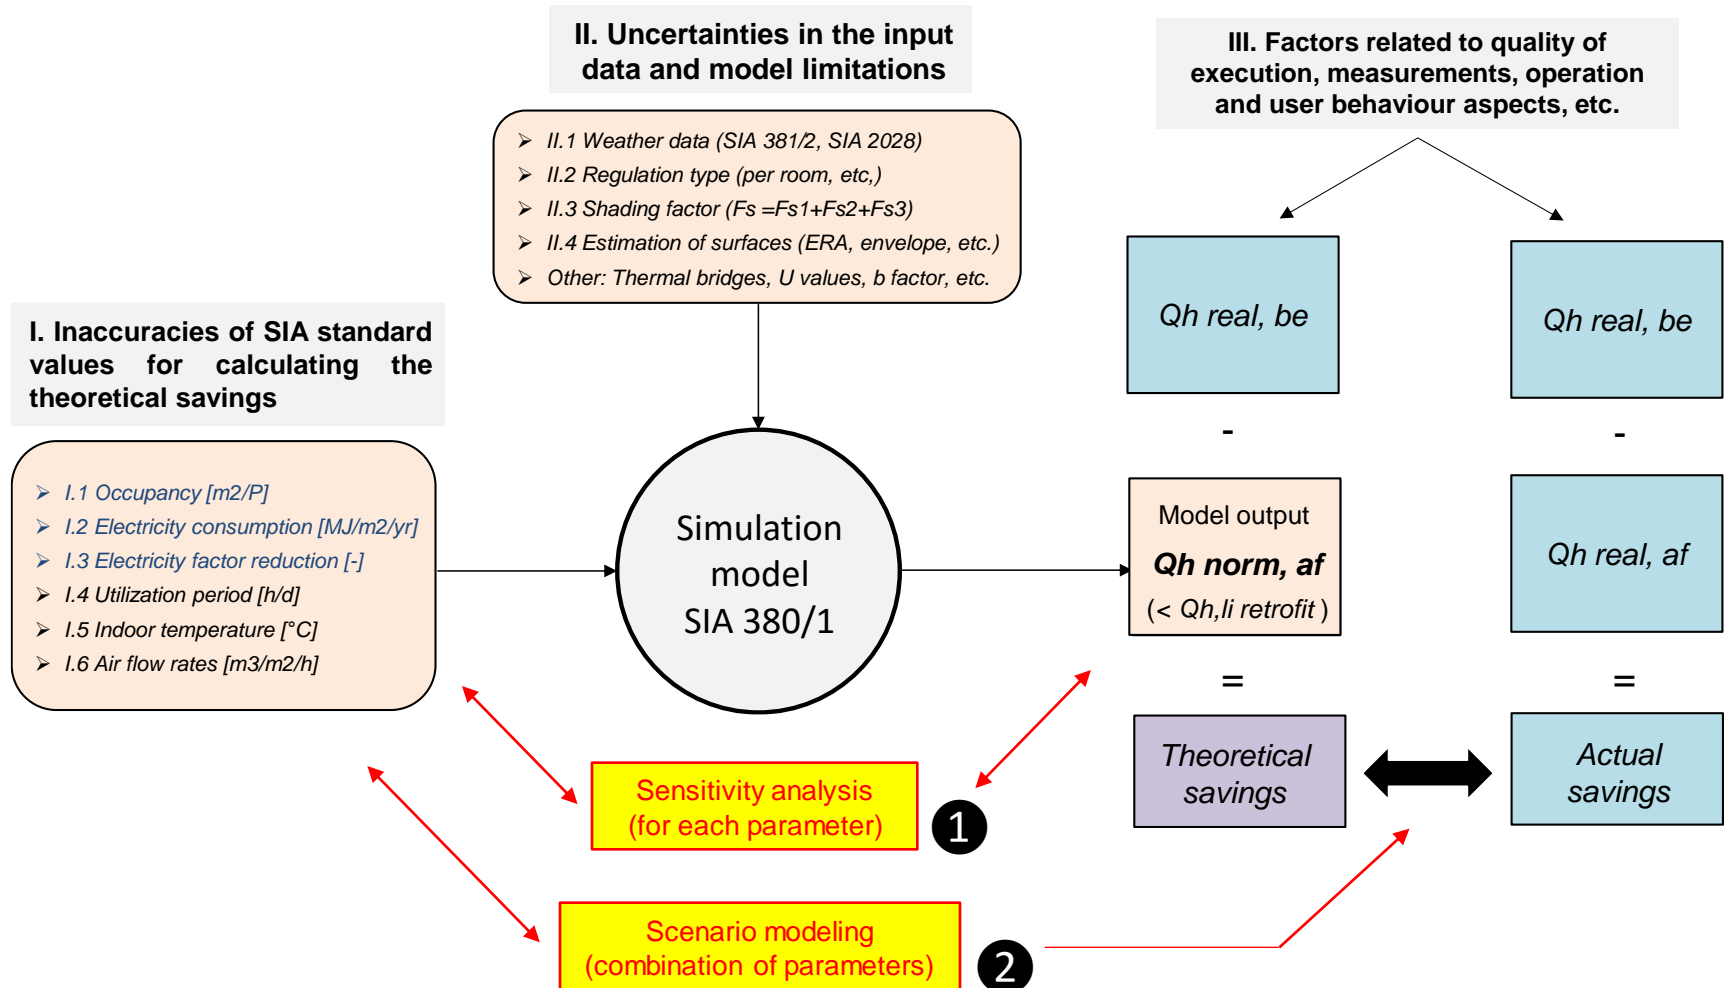 II. Uncertainties in the input
data and model limitations
III. Factors related to quality of
execution, measurements, operation
and user behaviour aspects, etc.
➢ II.1 Weather data (SIA 381/2, SIA 2028)
➢ II.2 Regulation type (per room, etc,)
➢ II.3 Shading factor (Fs =Fs1+Fs2+Fs3)
➢ II.4 Estimation of surfaces (ERA, envelope, etc.)
➢ Other: Thermal bridges, U values, b factor, etc.
I. Inaccuracies of SIA standard
values for calculating the
theoretical savings
➢ I.1 Occupancy [m2/P]
➢ I.2 Electricity consumption [MJ/m2/yr]
➢ I.3 Electricity factor reduction [-]
➢ I.4 Utilization period [h/d]
➢ I.5 Indoor temperature [°C]
➢ I.6 Air flow rates [m3/m2/h]
Simulation
model
SIA 380/1
Qh real, be
-
Model output
Qh norm, af
(< Qh,li retrofit )
=
Theoretical
savings
Qh real, be
-
Qh real, af
=
Actual
savings
Sensitivity analysis
(for each parameter)
1
Scenario modeling
(combination of parameters)
2